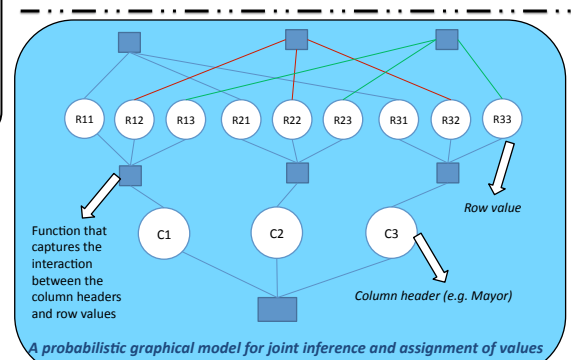 R11 R12 R13 R21 R22 R23 R31 R32 R33
Row value
Function that
captures the
interaction
between the
column headers
and row values
C1 C2 C3
Column header (e.g. Mayor)
A probabilistic graphical model for joint inference and assignment of values